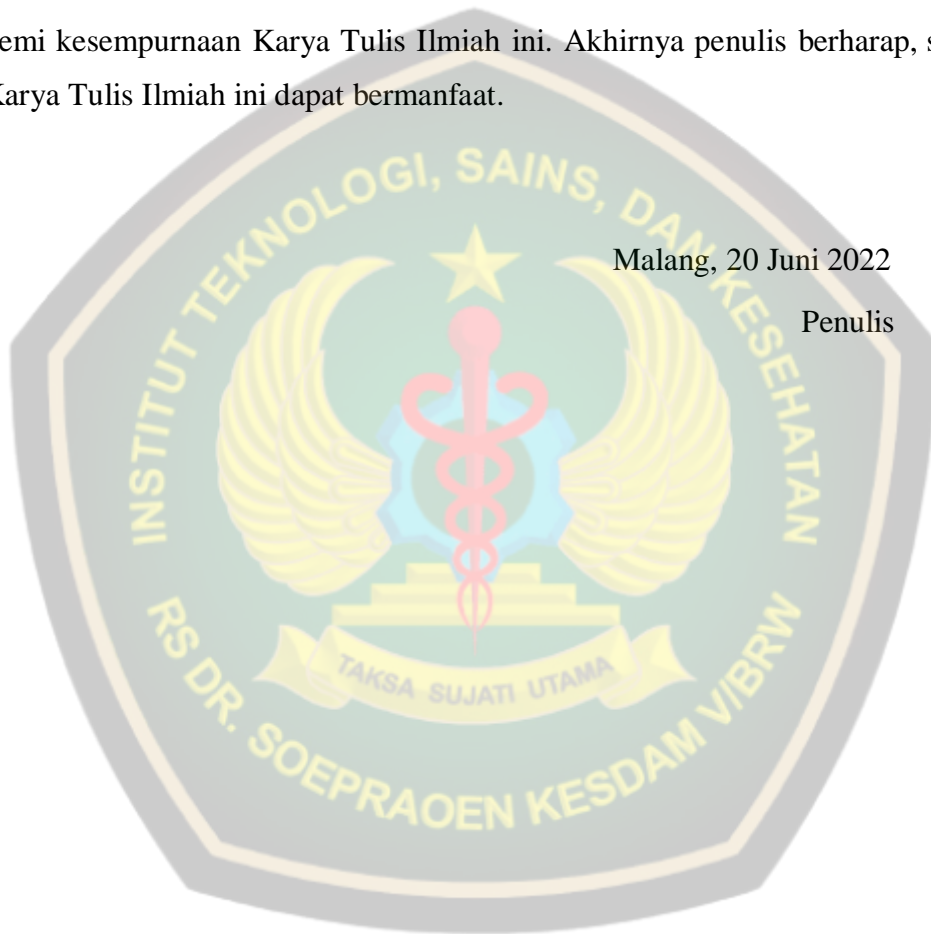 emi kesempurnaan Karya Tulis Ilmiah ini. Akhirnya penulis berharap, s
Karya Tulis Ilmiah ini dapat bermanfaat.
INSTITUT TEKNOLOGI, SAINS, DAN KESEHATAN
Malang, 20 Juni 2022
Penulis
TAKSA SUJATI UTAMA
RS DR. SOEPRAOEN KESDAM V/BRW